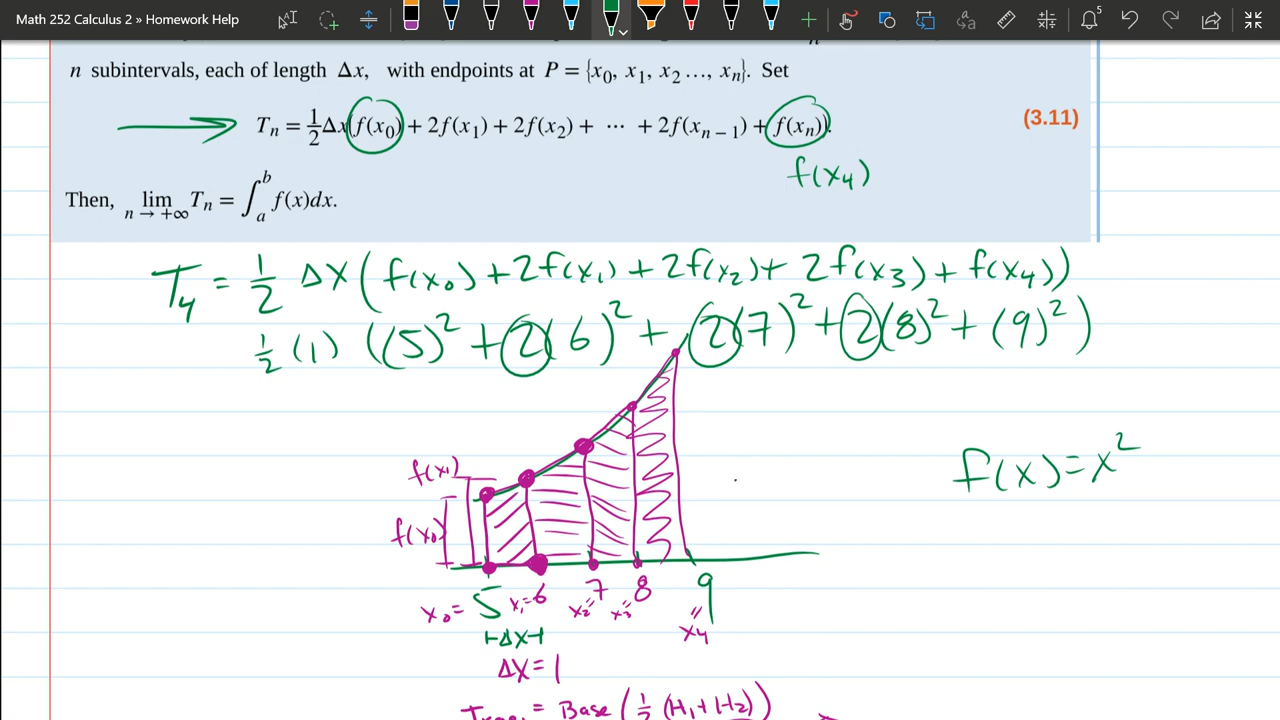 Math 252 Calculus 2 » Homework Help
5
n subintervals, each of length Δx, with endpoints at P = {x₀, x₁, x₂ …, xₙ}. Set
Tₙ = 1/2 Δx(f(x₀) + 2f(x₁) + 2f(x₂) + ⋯ + 2f(xₙ₋₁) + f(xₙ)). (3.11)
f(x₄)
Then, lim n → +∞ Tₙ = ∫ₐᵇ f(x)dx.
T₄ = 1/2 Δx (f(x₀) + 2f(x₁) + 2f(x₂) + 2f(x₃) + f(x₄))
1/2 (1) ((5)² + 2(6)² + 2(7)² + 2(8)² + (9)²)
f(x₁)
f(x)=x²
f(x₀)
x₀= 5 x₁=6 x₂= 7 x₃= 8 9 = x₄
⊢Δx⊣
Δx = 1
= Base (1/2 (H₁+H₂))